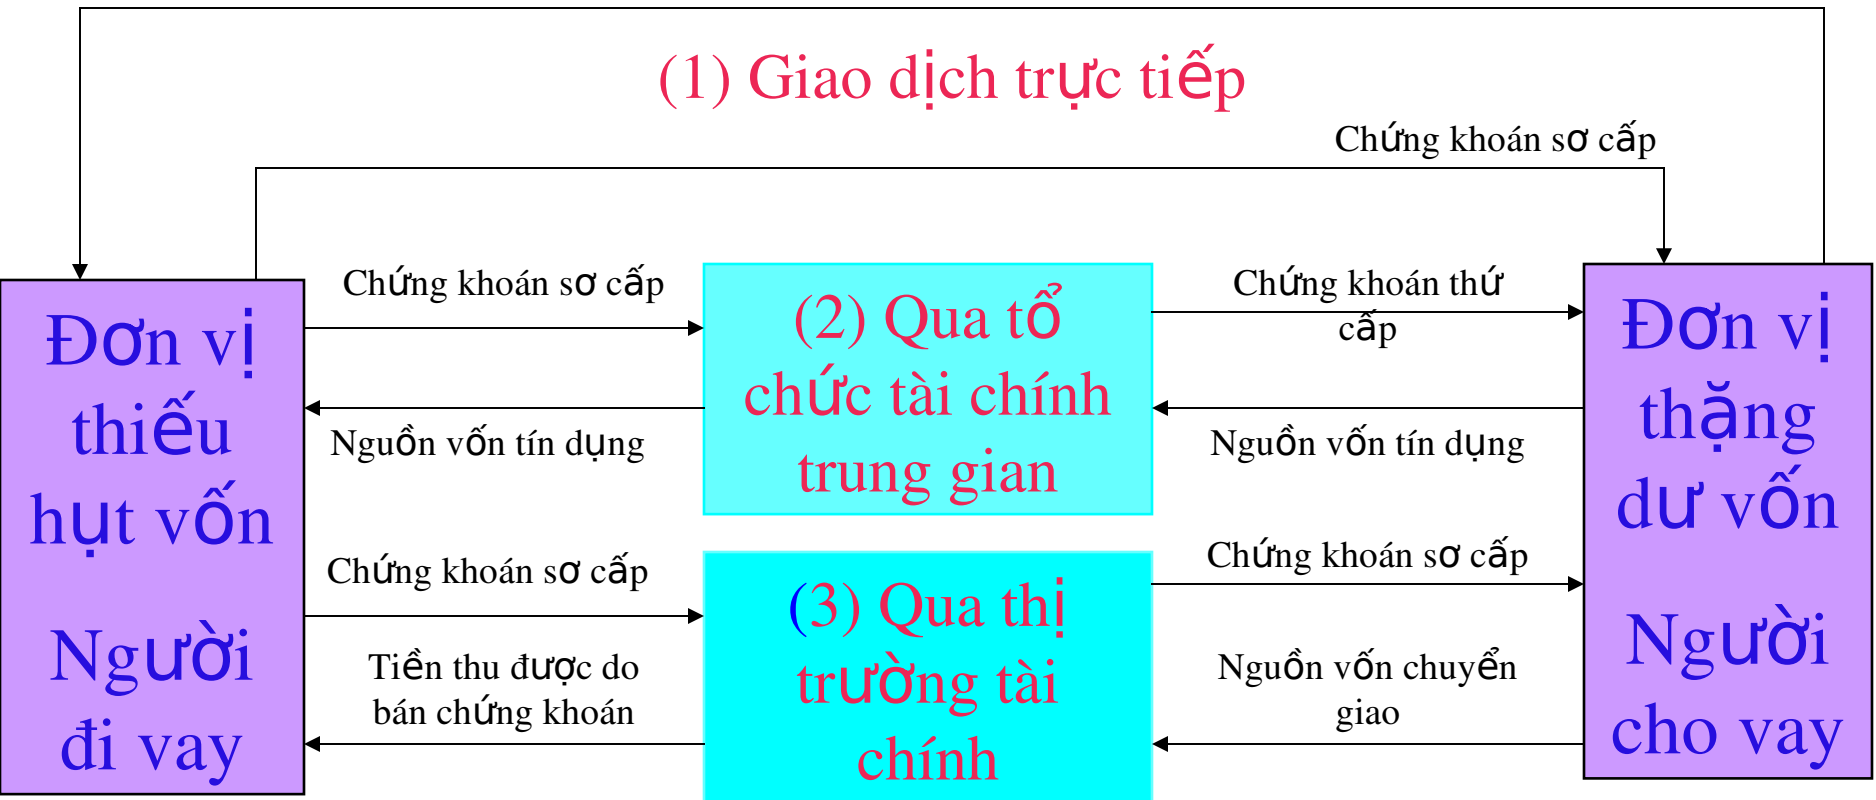 (1) Giao dịch trực tiếp
Chứng khoán sơ cấp
Chứng khoán sơ cấp
Chứng khoán thứ
cấp
Đơn vị
thiếu
hụt vốn
Người
đi vay
(2) Qua tổ
chức tài chính
trung gian
Đơn vị
thặng
dư vốn
Người
cho vay
Nguồn vốn tín dụng
Nguồn vốn tín dụng
Chứng khoán sơ cấp
Chứng khoán sơ cấp
(3) Qua thị
trường tài
chính
Tiền thu được do
bán chứng khoán
Nguồn vốn chuyển
giao